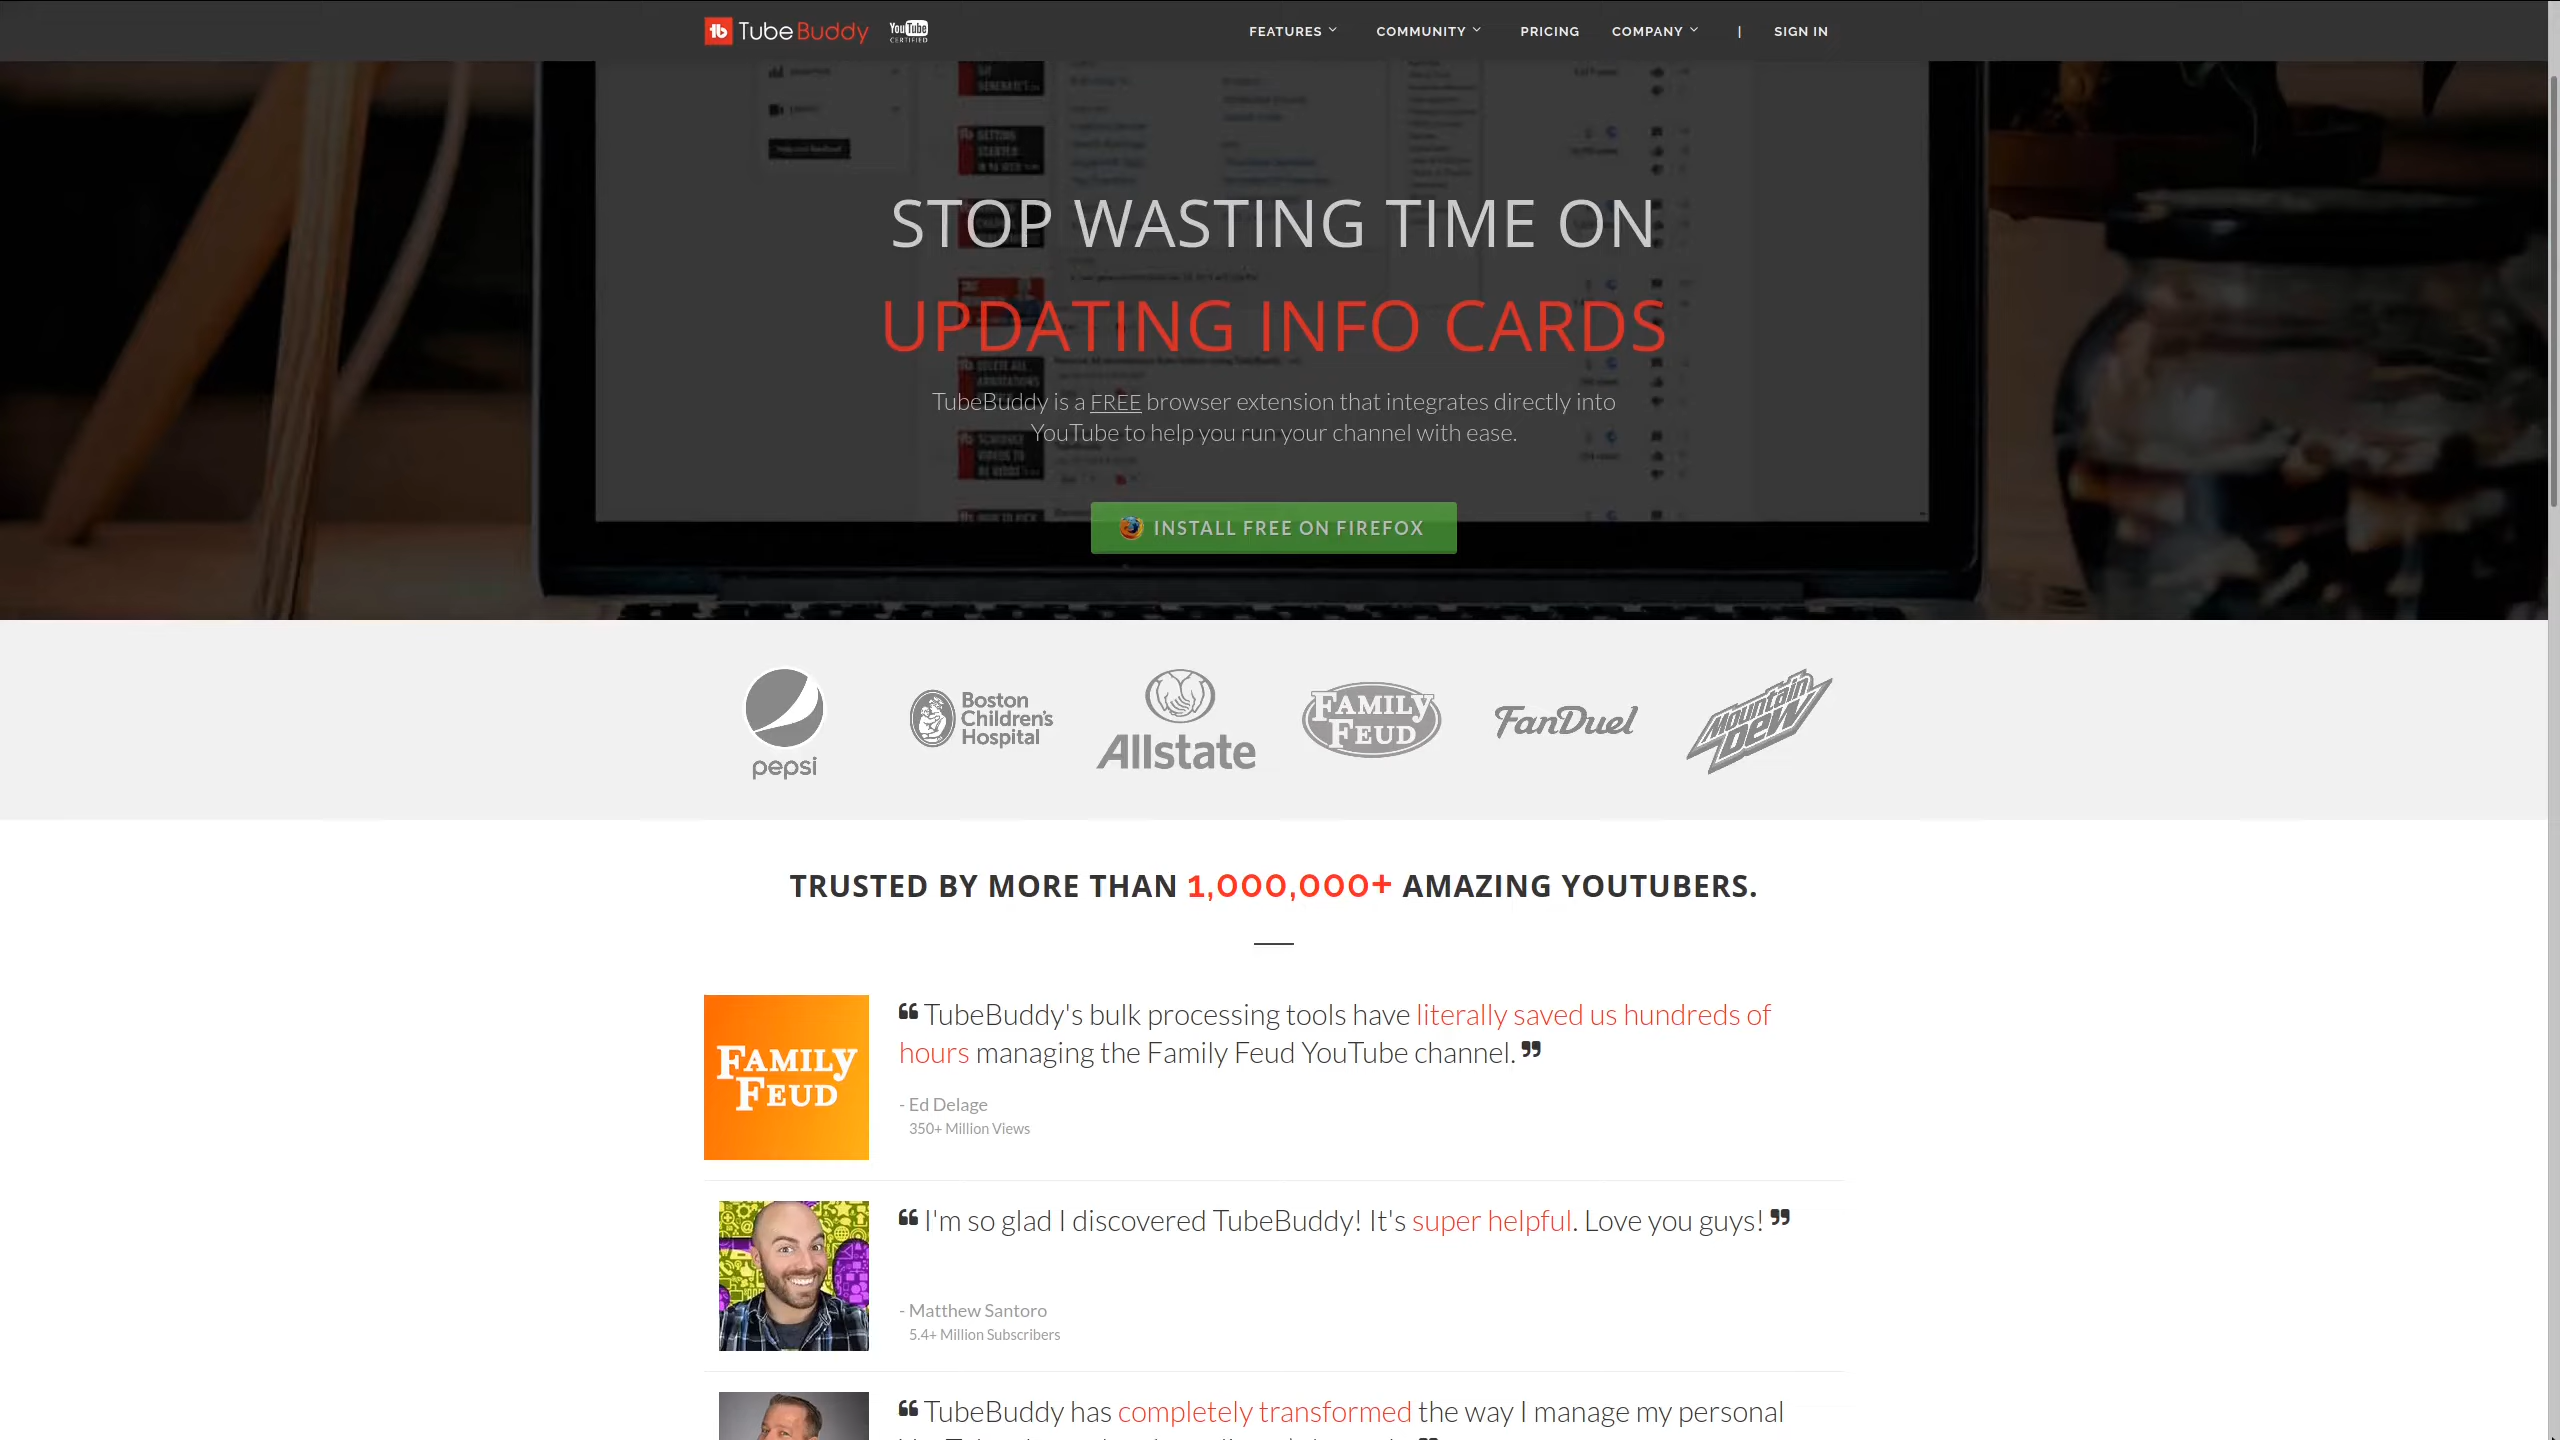 TubeBuddy YouTube CERTIFIED FEATURES COMMUNITY PRICING COMPANY | SIGN IN
STOP WASTING TIME ON
UPDATING INFO CARDS
TubeBuddy is a FREE browser extension that integrates directly into
YouTube to help you run your channel with ease.
INSTALL FREE ON FIREFOX
pepsi
Boston
Children's
Hospital
Allstate
FAMILY
FEUD
FanDuel
Mountain
DEW
TRUSTED BY MORE THAN 1,000,000+ AMAZING YOUTUBERS.
FAMILY
FEUD
“ TubeBuddy's bulk processing tools have literally saved us hundreds of
hours managing the Family Feud YouTube channel. ”
- Ed Delage
350+ Million Views
“ I'm so glad I discovered TubeBuddy! It's super helpful. Love you guys! ”
- Matthew Santoro
5.4+ Million Subscribers
“ TubeBuddy has completely transformed the way I manage my personal